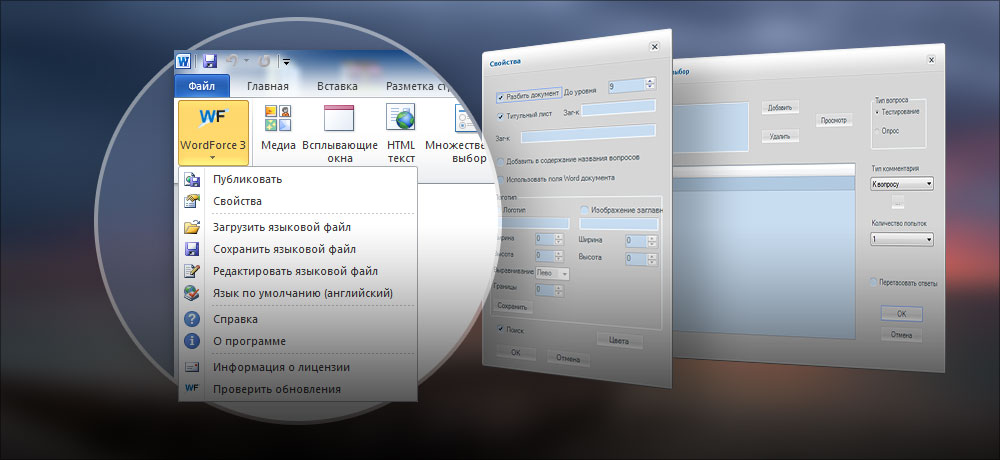 W
Файл
Главная
Вставка
Разметка стр
WF
WordForce 3
Медиа
Всплывающие
окна
HTML
текст
Множестве
выбор
Публиковать
Свойства
Загрузить языковой файл
Сохранить языковой файл
Редактировать языковой файл
Язык по умолчанию (английский)
Справка
О программе
Информация о лицензии
WF Проверить обновления
Свойства
Разбить документ
До уровня
9
Титульный лист
Заг-к
Заг-к
Добавить в содержание названия вопросов
Использовать поля Word документа
Логотип
Логотип
Изображение заглавн
Ширина
0
Ширина
0
Высота
0
Высота
0
Выравнивание
Лево
Границы
0
Сохранить
Поиск
Цвета
OK
Отмена
выбор
Добавить
Удалить
Просмотр
Тип вопроса
Тестирование
Опрос
Тип комментария
К вопросу
...
Количество попыток
1
Перетасовать ответы
OK
Отмена